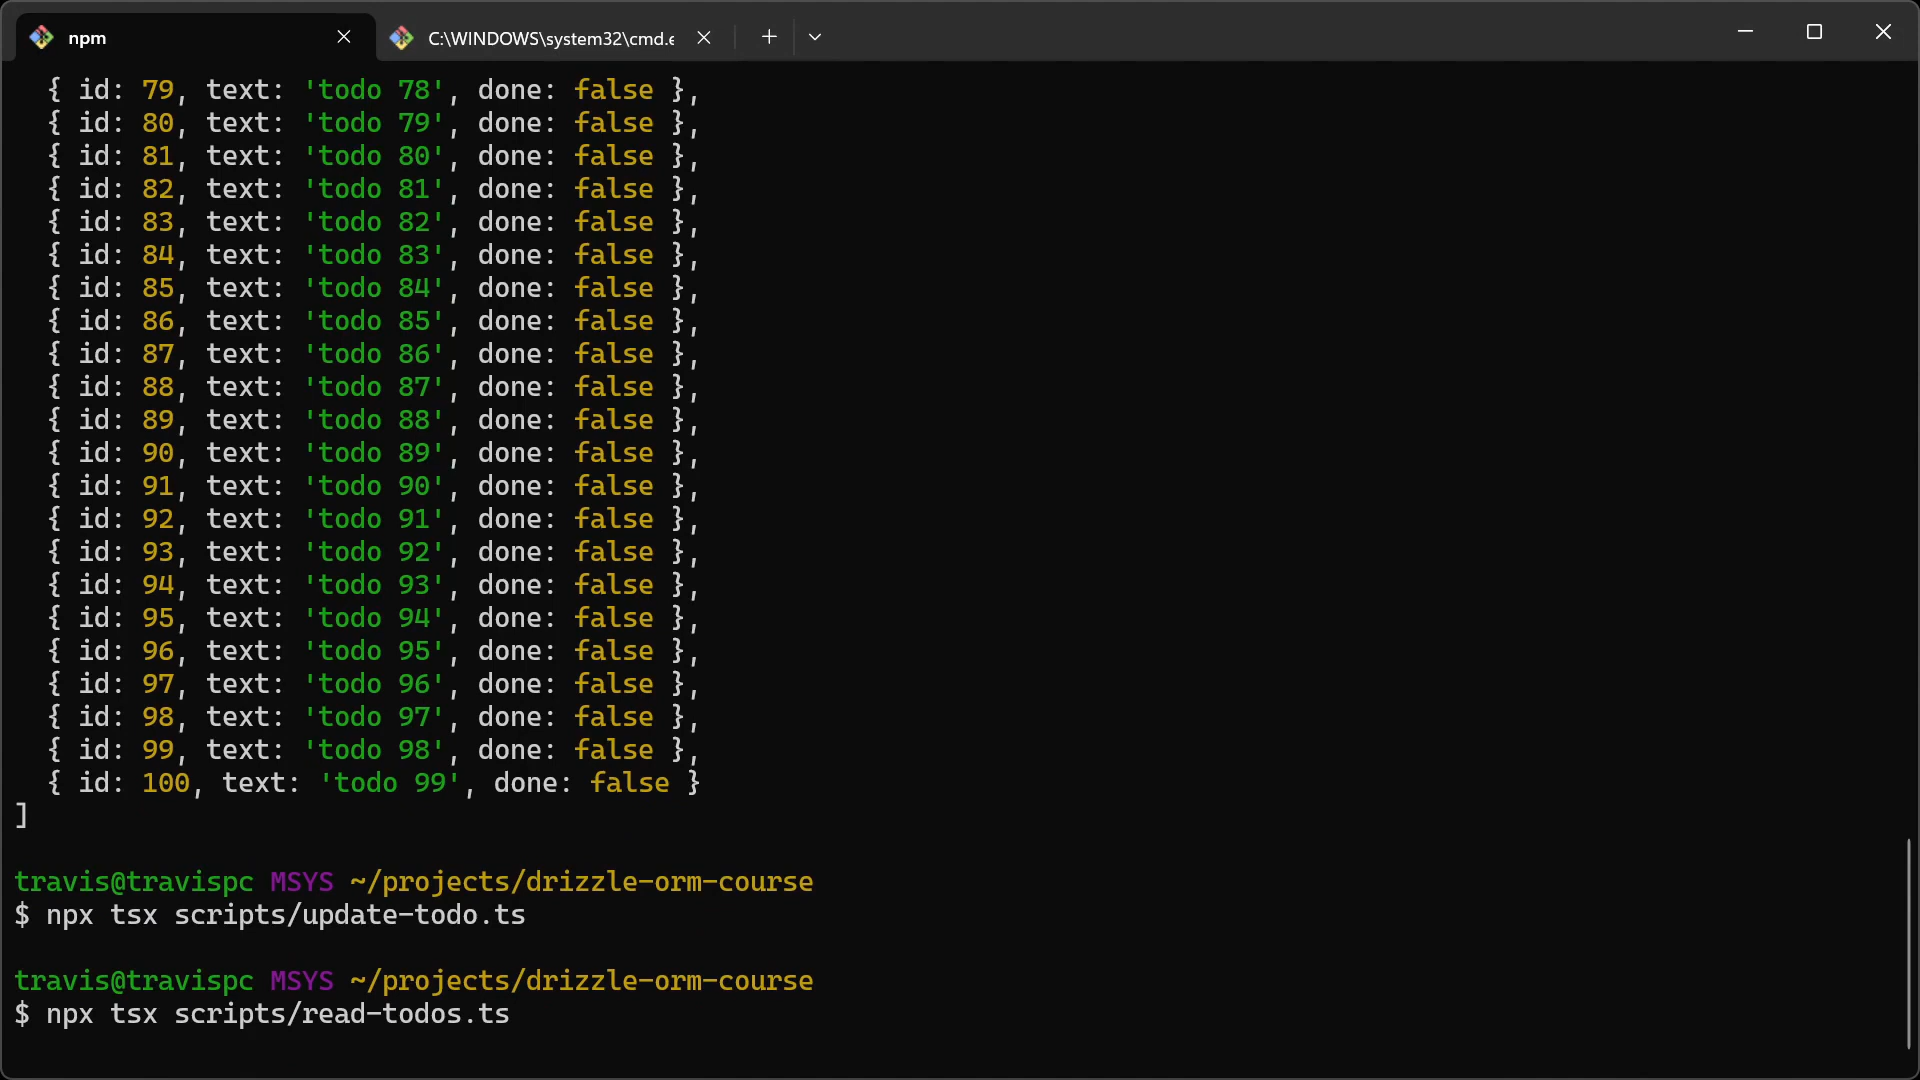 npm
C:\WINDOWS\system32\cmd.e
{ id: 79, text: 'todo 78', done: false },
{ id: 80, text: 'todo 79', done: false },
{ id: 81, text: 'todo 80', done: false },
{ id: 82, text: 'todo 81', done: false },
{ id: 83, text: 'todo 82', done: false },
{ id: 84, text: 'todo 83', done: false },
{ id: 85, text: 'todo 84', done: false },
{ id: 86, text: 'todo 85', done: false },
{ id: 87, text: 'todo 86', done: false },
{ id: 88, text: 'todo 87', done: false },
{ id: 89, text: 'todo 88', done: false },
{ id: 90, text: 'todo 89', done: false },
{ id: 91, text: 'todo 90', done: false },
{ id: 92, text: 'todo 91', done: false },
{ id: 93, text: 'todo 92', done: false },
{ id: 94, text: 'todo 93', done: false },
{ id: 95, text: 'todo 94', done: false },
{ id: 96, text: 'todo 95', done: false },
{ id: 97, text: 'todo 96', done: false },
{ id: 98, text: 'todo 97', done: false },
{ id: 99, text: 'todo 98', done: false },
{ id: 100, text: 'todo 99', done: false }
]
travis@travispc MSYS ~/projects/drizzle-orm-course
$ npx tsx scripts/update-todo.ts
travis@travispc MSYS ~/projects/drizzle-orm-course
$ npx tsx scripts/read-todos.ts